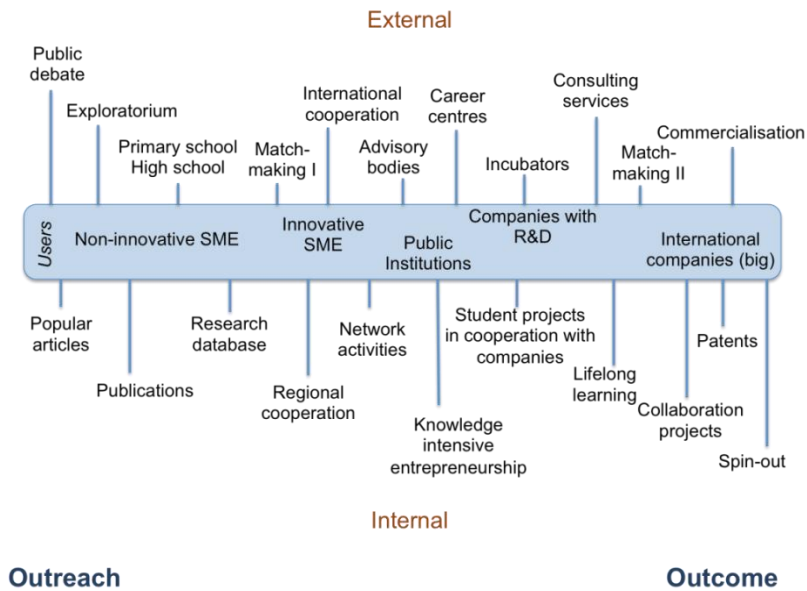 External
Public
debate
Exploratorium
Primary school
High school
Match-
making I
International
cooperation
Advisory
bodies
Career
centres
Incubators
Consulting
services
Match-
making II
Commercialisation
Users
Non-innovative SME
Innovative
SME
Public
Institutions
Companies with
R&D
International
companies (big)
Popular
articles
Publications
Research
database
Regional
cooperation
Network
activities
Knowledge
intensive
entrepreneurship
Student projects
in cooperation with
companies
Lifelong
learning
Collaboration
projects
Patents
Spin-out
Internal
Outreach
Outcome